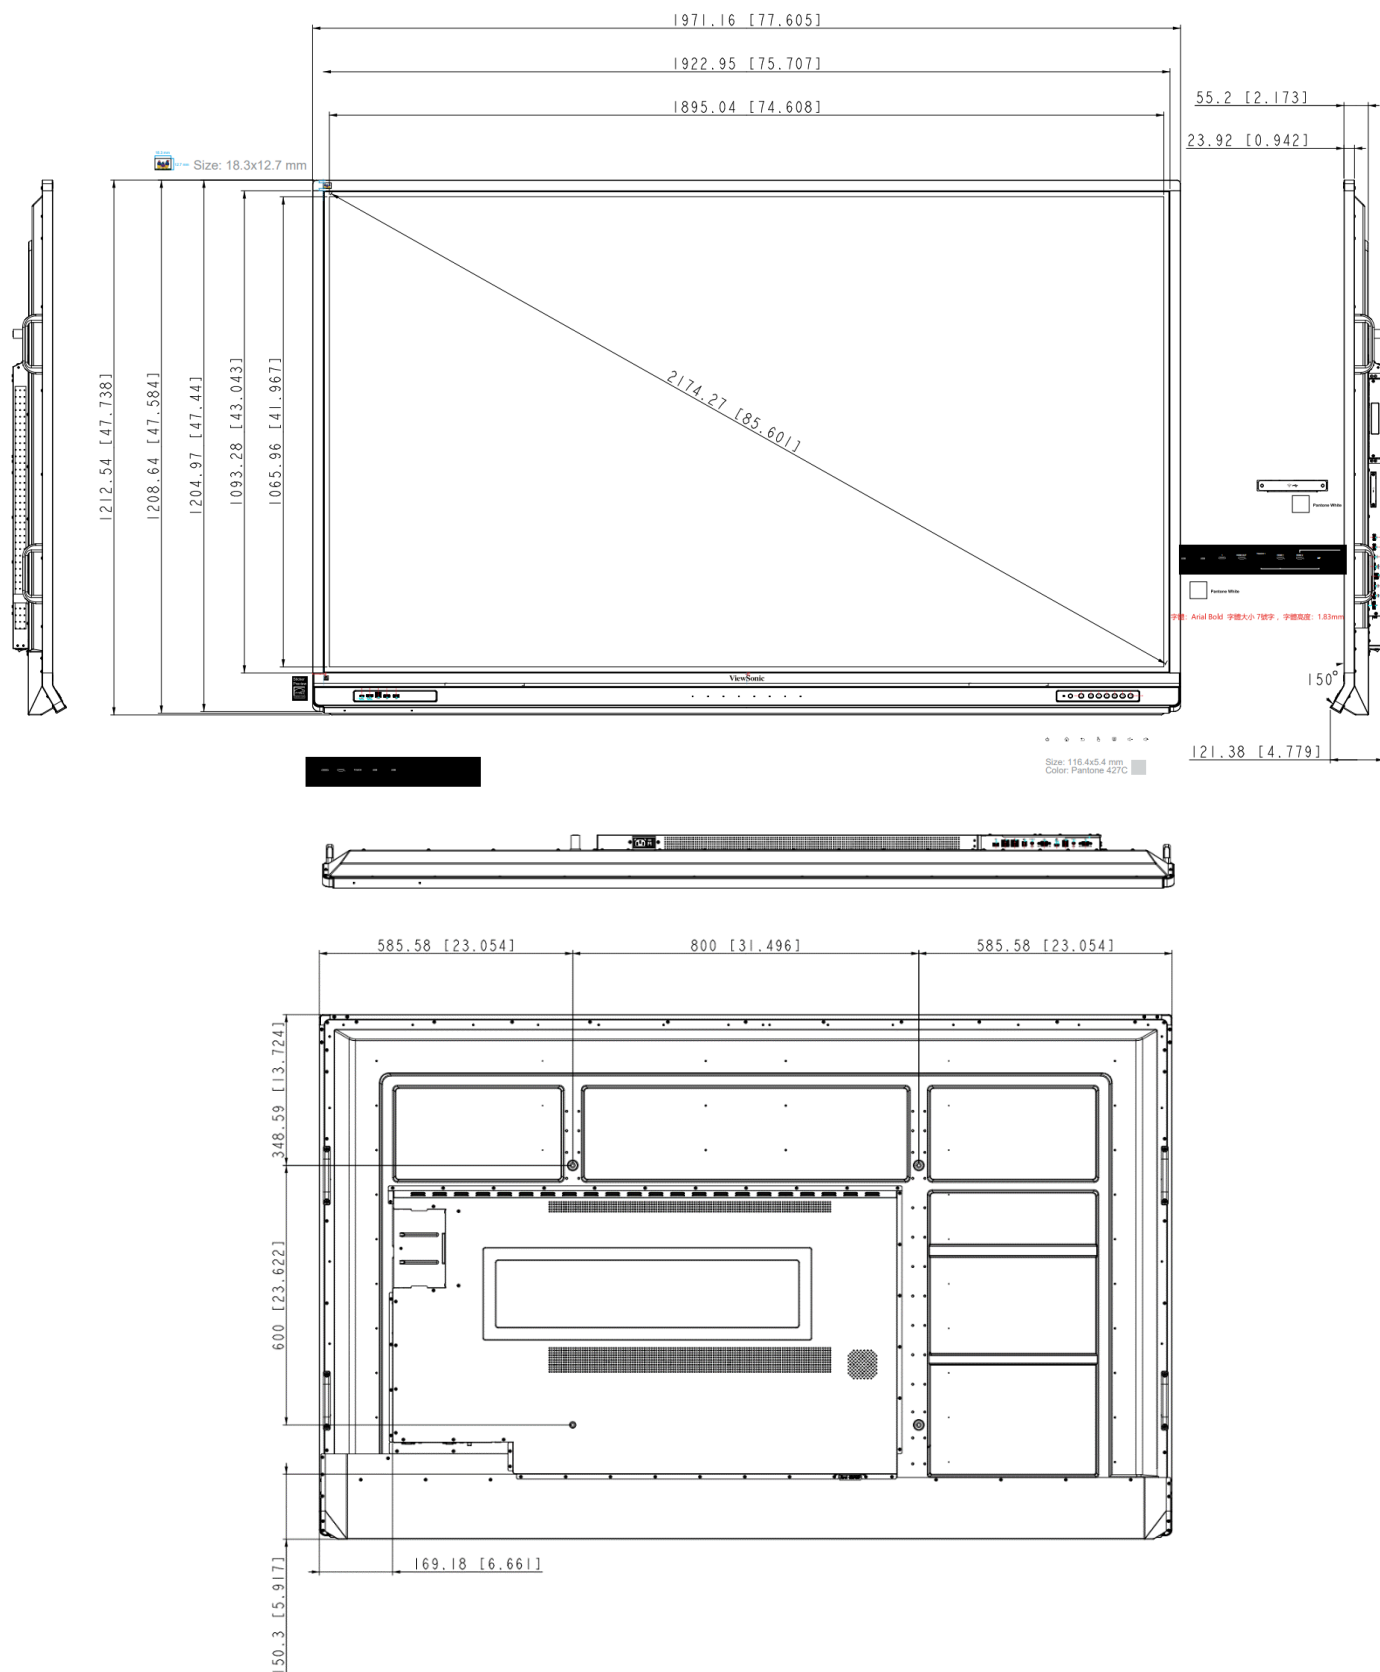 1971.16 [77.605]
1922.95 [75.707]
1895.04 [74.608]
55.2 [2.173]
23.92 [0.942]
Size: 18.3x12.7 mm
1212.54 [47.738]
1208.64 [47.584]
1204.97 [47.44]
1093.28 [43.043]
1065.96 [41.967]
2174.27 [85.601]
Pantone White
Pantone White
字體: Arial Bold 字體大小 7號字, 字體高度: 1.83mm
ViewSonic
150°
121.38 [4.779]
Size: 116.4x5.4 mm
Color: Pantone 427C
585.58 [23.054]
800 [31.496]
585.58 [23.054]
348.59 [13.724]
600 [23.622]
169.18 [6.661]
150.3 [5.917]